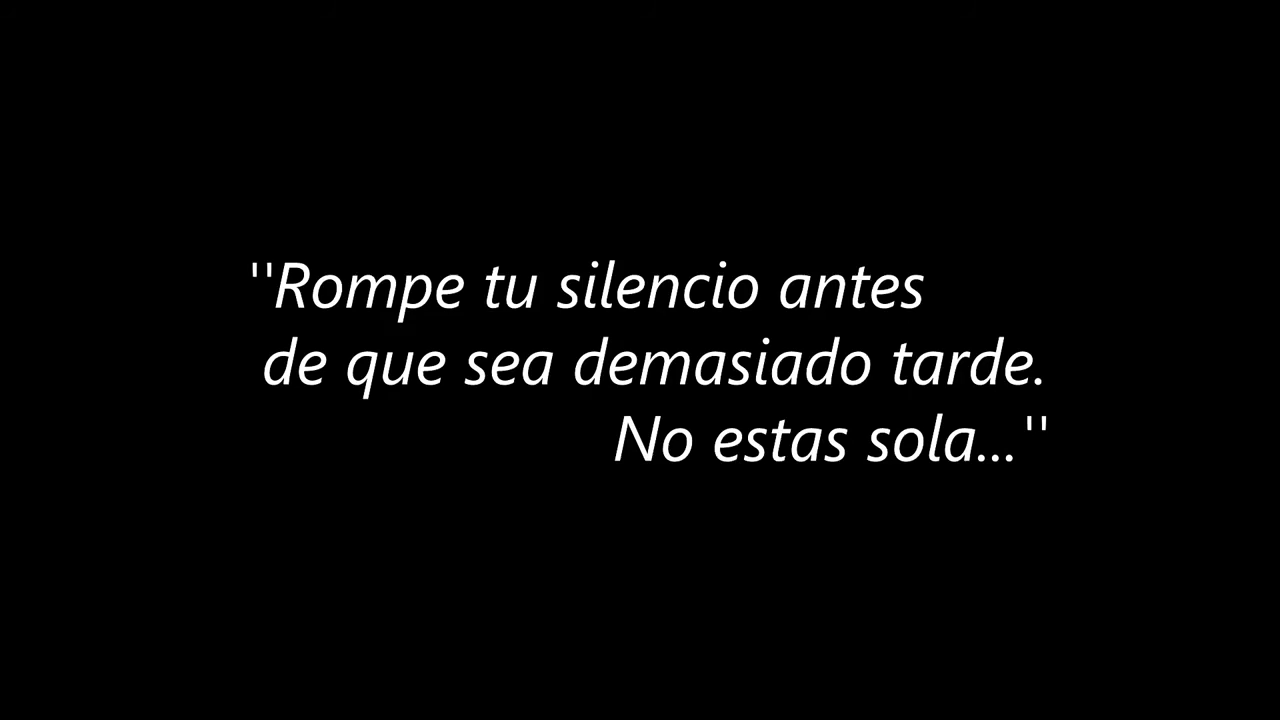 "Rompe tu silencio antes
de que sea demasiado tarde.
No estas sola..."